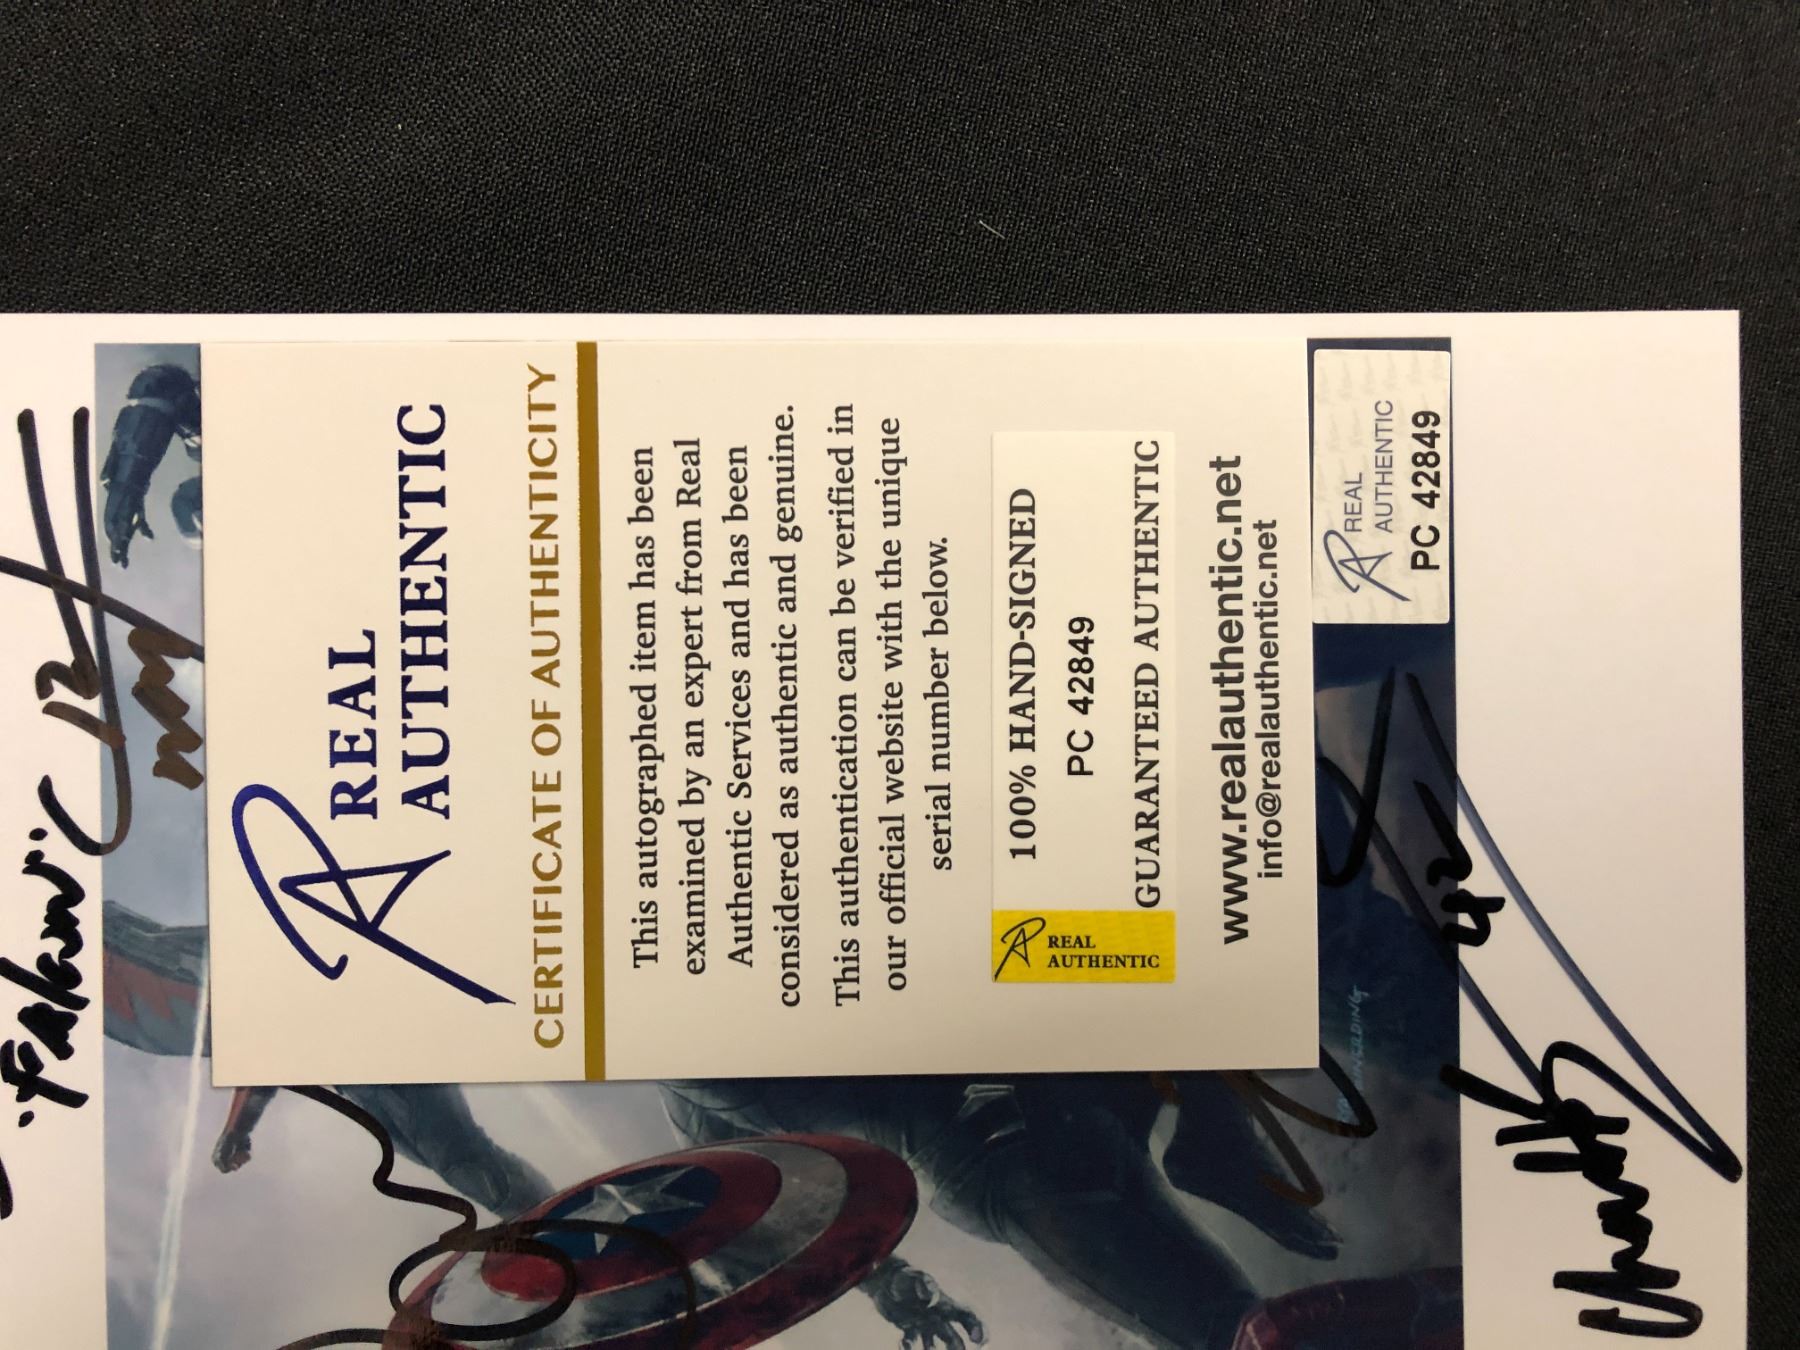 REAL
AUTHENTIC
CERTIFICATE OF AUTHENTICITY
This autographed item has been
examined by an expert from Real
Authentic Services and has been
considered as authentic and genuine.
This authentication can be verified in
our official website with the unique
serial number below.
100% HAND-SIGNED
PC 42849
GUARANTEED AUTHENTIC
REAL
AUTHENTIC
www.realauthentic.net
info@realauthentic.net
REAL
AUTHENTIC
PC 42849
"Falcon"
42